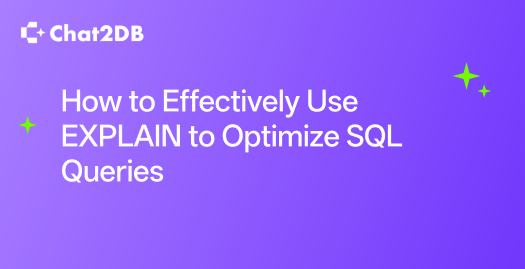 Chat2DB
How to Effectively Use
EXPLAIN to Optimize SQL
Queries